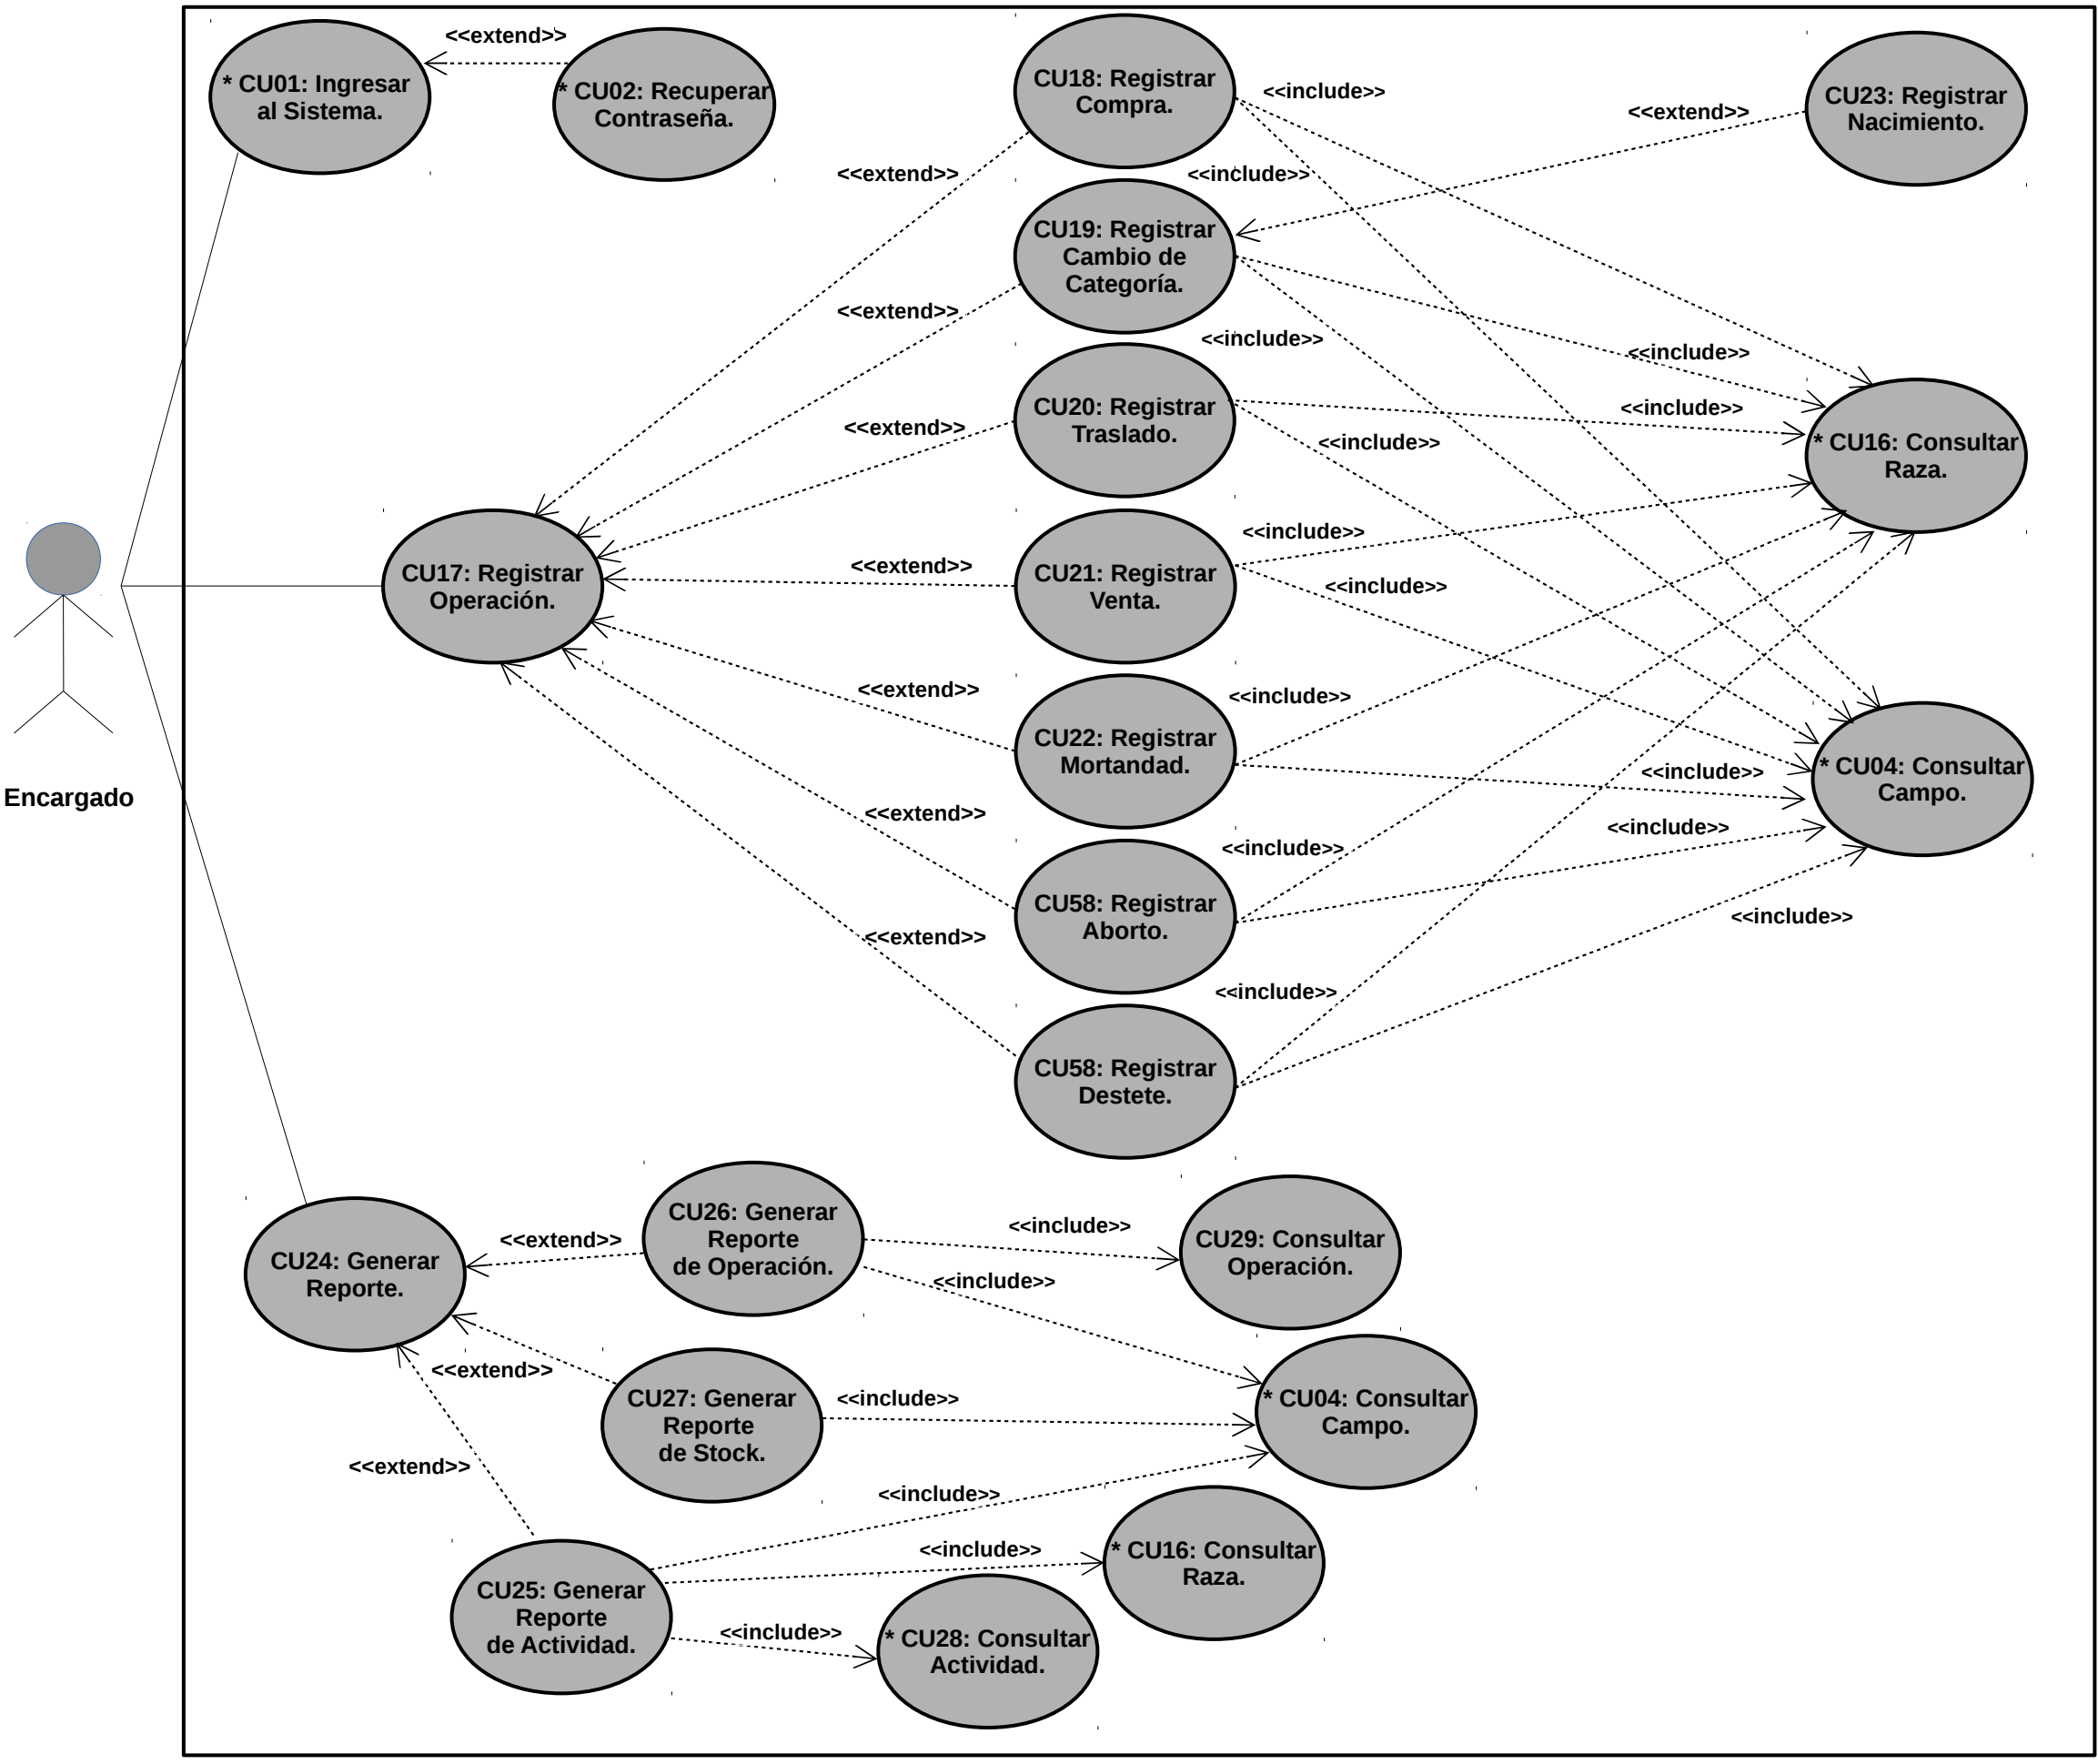 <<extend>>
* CU01: Ingresar
al Sistema.
* CU02: Recuperar
Contraseña.
CU18: Registrar
Compra.
<<include>>
CU23: Registrar
Nacimiento.
<<extend>>
<<extend>>
<<include>>
CU19: Registrar
Cambio de
Categoría.
<<extend>>
<<include>>
<<include>>
CU20: Registrar
Traslado.
<<extend>>
<<include>>
<<include>>
* CU16: Consultar
Raza.
CU17: Registrar
Operación.
<<extend>>
CU21: Registrar
Venta.
<<include>>
<<include>>
<<extend>>
CU22: Registrar
Mortandad.
<<include>>
<<include>>
* CU04: Consultar
Campo.
Encargado
<<extend>>
<<include>>
<<include>>
CU58: Registrar
Aborto.
<<include>>
<<extend>>
<<include>>
CU58: Registrar
Destete.
CU24: Generar
Reporte.
<<extend>>
CU26: Generar
Reporte
de Operación.
<<include>>
<<include>>
CU29: Consultar
Operación.
<<extend>>
CU27: Generar
Reporte
de Stock.
<<include>>
* CU04: Consultar
Campo.
<<extend>>
<<include>>
<<include>>
* CU16: Consultar
Raza.
CU25: Generar
Reporte
de Actividad.
<<include>>
* CU28: Consultar
Actividad.